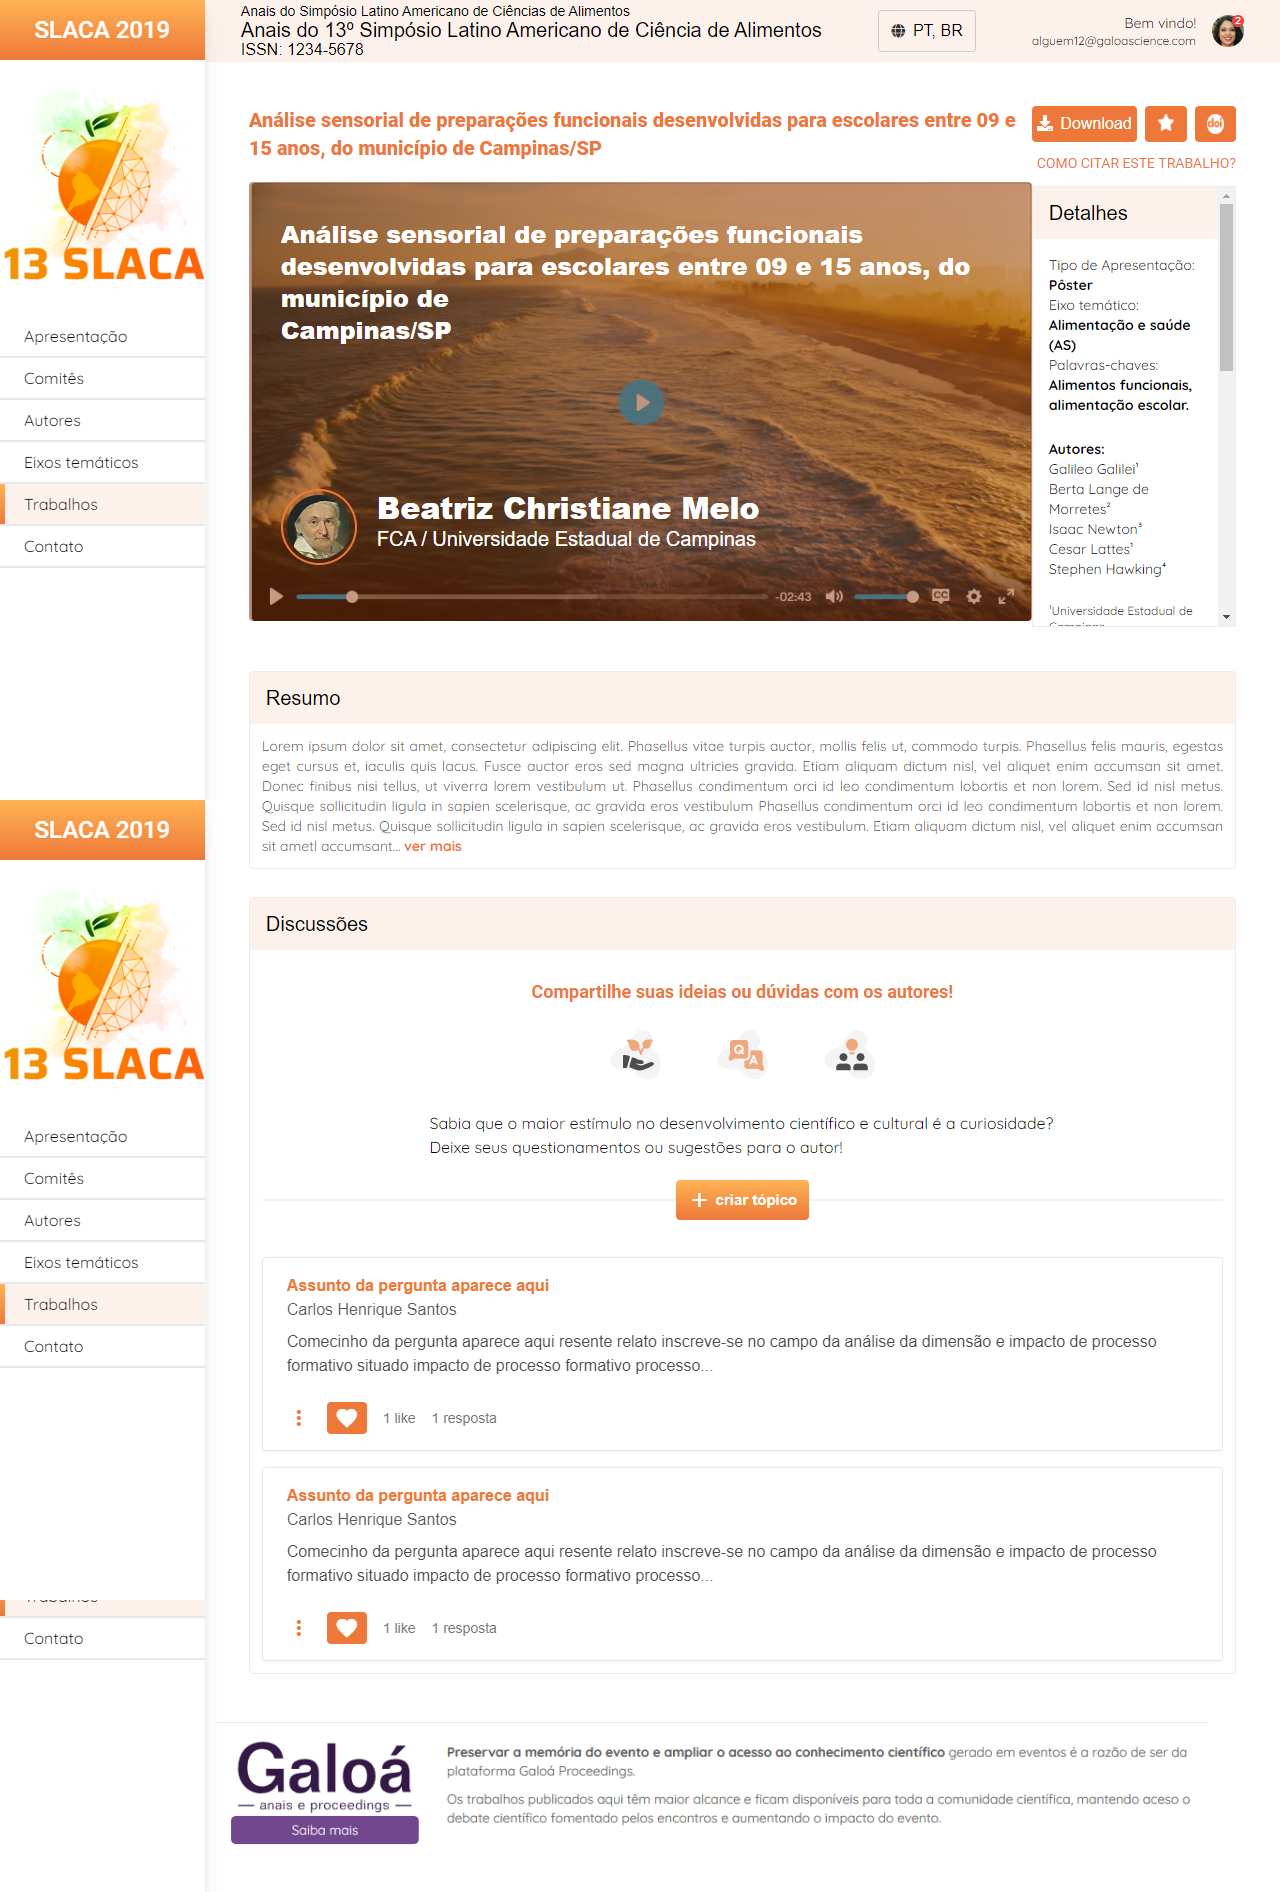 SLACA 2019
Anais do Simpósio Latino Americano de Ciências de Alimentos
Anais do 13º Simpósio Latino Americano de Ciência de Alimentos
ISSN: 1234-5678
PT, BR
Bem vindo!
alguem12@galoascience.com
2
13 SLACA
Apresentação
Comitês
Autores
Eixos temáticos
Trabalhos
Contato
Análise sensorial de preparações funcionais desenvolvidas para escolares entre 09 e
15 anos, do município de Campinas/SP
Download
doi
COMO CITAR ESTE TRABALHO?
Análise sensorial de preparações funcionais
desenvolvidas para escolares entre 09 e 15 anos, do
município de
Campinas/SP
Beatriz Christiane Melo
FCA / Universidade Estadual de Campinas
-02:43
CC
Detalhes
Tipo de Apresentação:
Pôster
Eixo temático:
Alimentação e saúde
(AS)
Palavras-chaves:
Alimentos funcionais,
alimentação escolar.
Autores:
Galileo Galilei¹
Berta Lange de
Morretes²
Isaac Newton³
Cesar Lattes¹
Stephen Hawking⁴
¹Universidade Estadual de
Campinas
Resumo
Lorem ipsum dolor sit amet, consectetur adipiscing elit. Phasellus vitae turpis auctor, mollis felis ut, commodo turpis. Phasellus felis mauris, egestas
eget cursus et, iaculis quis lacus. Fusce auctor eros sed magna ultricies gravida. Etiam aliquam dictum nisl, vel aliquet enim accumsan sit amet.
Donec finibus nisi tellus, ut viverra lorem vestibulum ut. Phasellus condimentum orci id leo condimentum lobortis et non lorem. Sed id nisl metus.
Quisque sollicitudin ligula in sapien scelerisque, ac gravida eros vestibulum Phasellus condimentum orci id leo condimentum lobortis et non lorem.
Sed id nisl metus. Quisque sollicitudin ligula in sapien scelerisque, ac gravida eros vestibulum. Etiam aliquam dictum nisl, vel aliquet enim accumsan
sit ametl accumsant... ver mais
SLACA 2019
13 SLACA
Apresentação
Comitês
Autores
Eixos temáticos
Trabalhos
Contato
Discussões
Compartilhe suas ideias ou dúvidas com os autores!
Q
A
Sabia que o maior estímulo no desenvolvimento científico e cultural é a curiosidade?
Deixe seus questionamentos ou sugestões para o autor!
+ criar tópico
Assunto da pergunta aparece aqui
Carlos Henrique Santos
Comecinho da pergunta aparece aqui resente relato inscreve-se no campo da análise da dimensão e impacto de processo
formativo situado impacto de processo formativo processo...
1 like 1 resposta
Assunto da pergunta aparece aqui
Carlos Henrique Santos
Comecinho da pergunta aparece aqui resente relato inscreve-se no campo da análise da dimensão e impacto de processo
formativo situado impacto de processo formativo processo...
1 like 1 resposta
Trabalhos
Contato
Galoá
anais e proceedings
Saiba mais
Preservar a memória do evento e ampliar o acesso ao conhecimento científico gerado em eventos é a razão de ser da
plataforma Galoá Proceedings.
Os trabalhos publicados aqui têm maior alcance e ficam disponíveis para toda a comunidade científica, mantendo aceso o
debate científico fomentado pelos encontros e aumentando o impacto do evento.